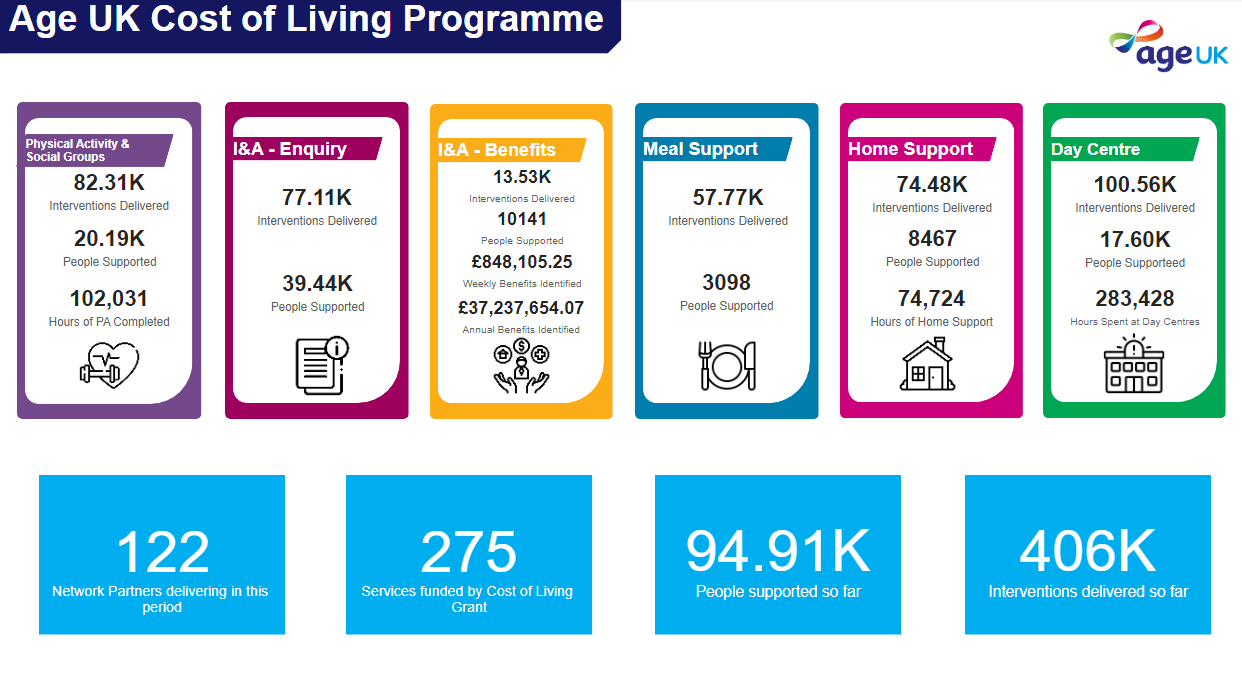 Age UK Cost of Living Programme
age UK
Physical Activity &
Social Groups
82.31K
Interventions Delivered
20.19K
People Supported
102,031
Hours of PA Completed
I&A - Enquiry
77.11K
Interventions Delivered
39.44K
People Supported
I&A - Benefits
13.53K
Interventions Delivered
10141
People Supported
£848,105.25
Weekly Benefits Identified
£37,237,654.07
Annual Benefits Identified
Meal Support
57.77K
Interventions Delivered
3098
People Supported
Home Support
74.48K
Interventions Delivered
8467
People Supported
74,724
Hours of Home Support
Day Centre
100.56K
Interventions Delivered
17.60K
People Supporteed
283,428
Hours Spent at Day Centres
122
Network Partners delivering in this
period
275
Services funded by Cost of Living
Grant
94.91K
People supported so far
406K
Interventions delivered so far